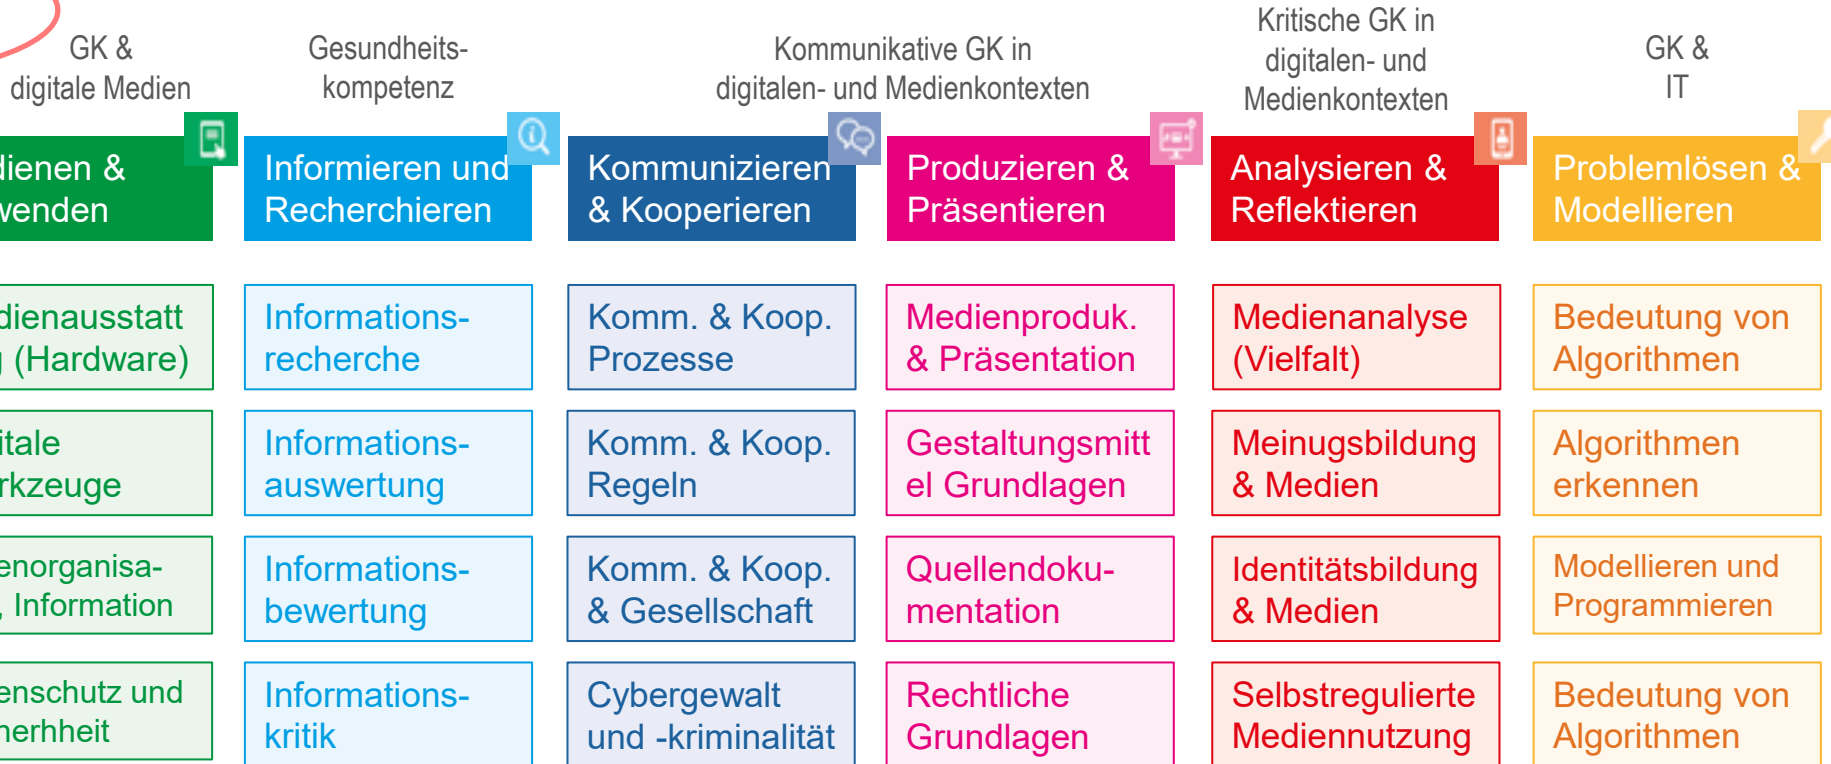 GK &
digitale Medien
Gesundheits-
kompetenz
Kommunikative GK in
digitalen- und Medienkontexten
Kritische GK in
digitalen- und
Medienkontexten
GK &
IT
dienen &
wenden
Informieren und
Recherchieren
Kommunizieren
& Kooperieren
Produzieren &
Präsentieren
Analysieren &
Reflektieren
Problemlösen &
Modellieren
dienausstatt
g (Hardware)
Informations-
recherche
Komm. & Koop.
Prozesse
Medienproduk.
& Präsentation
Medienanalyse
(Vielfalt)
Bedeutung von
Algorithmen
itale
rkzeuge
Informations-
auswertung
Komm. & Koop.
Regeln
Gestaltungsmitt
el Grundlagen
Meinugsbildung
& Medien
Algorithmen
erkennen
enorganisa-
, Information
Informations-
bewertung
Komm. & Koop.
& Gesellschaft
Quellendoku-
mentation
Identitätsbildung
& Medien
Modellieren und
Programmieren
enschutz und
herhheit
Informations-
kritik
Cybergewalt
und -kriminalität
Rechtliche
Grundlagen
Selbstregulierte
Mediennutzung
Bedeutung von
Algorithmen